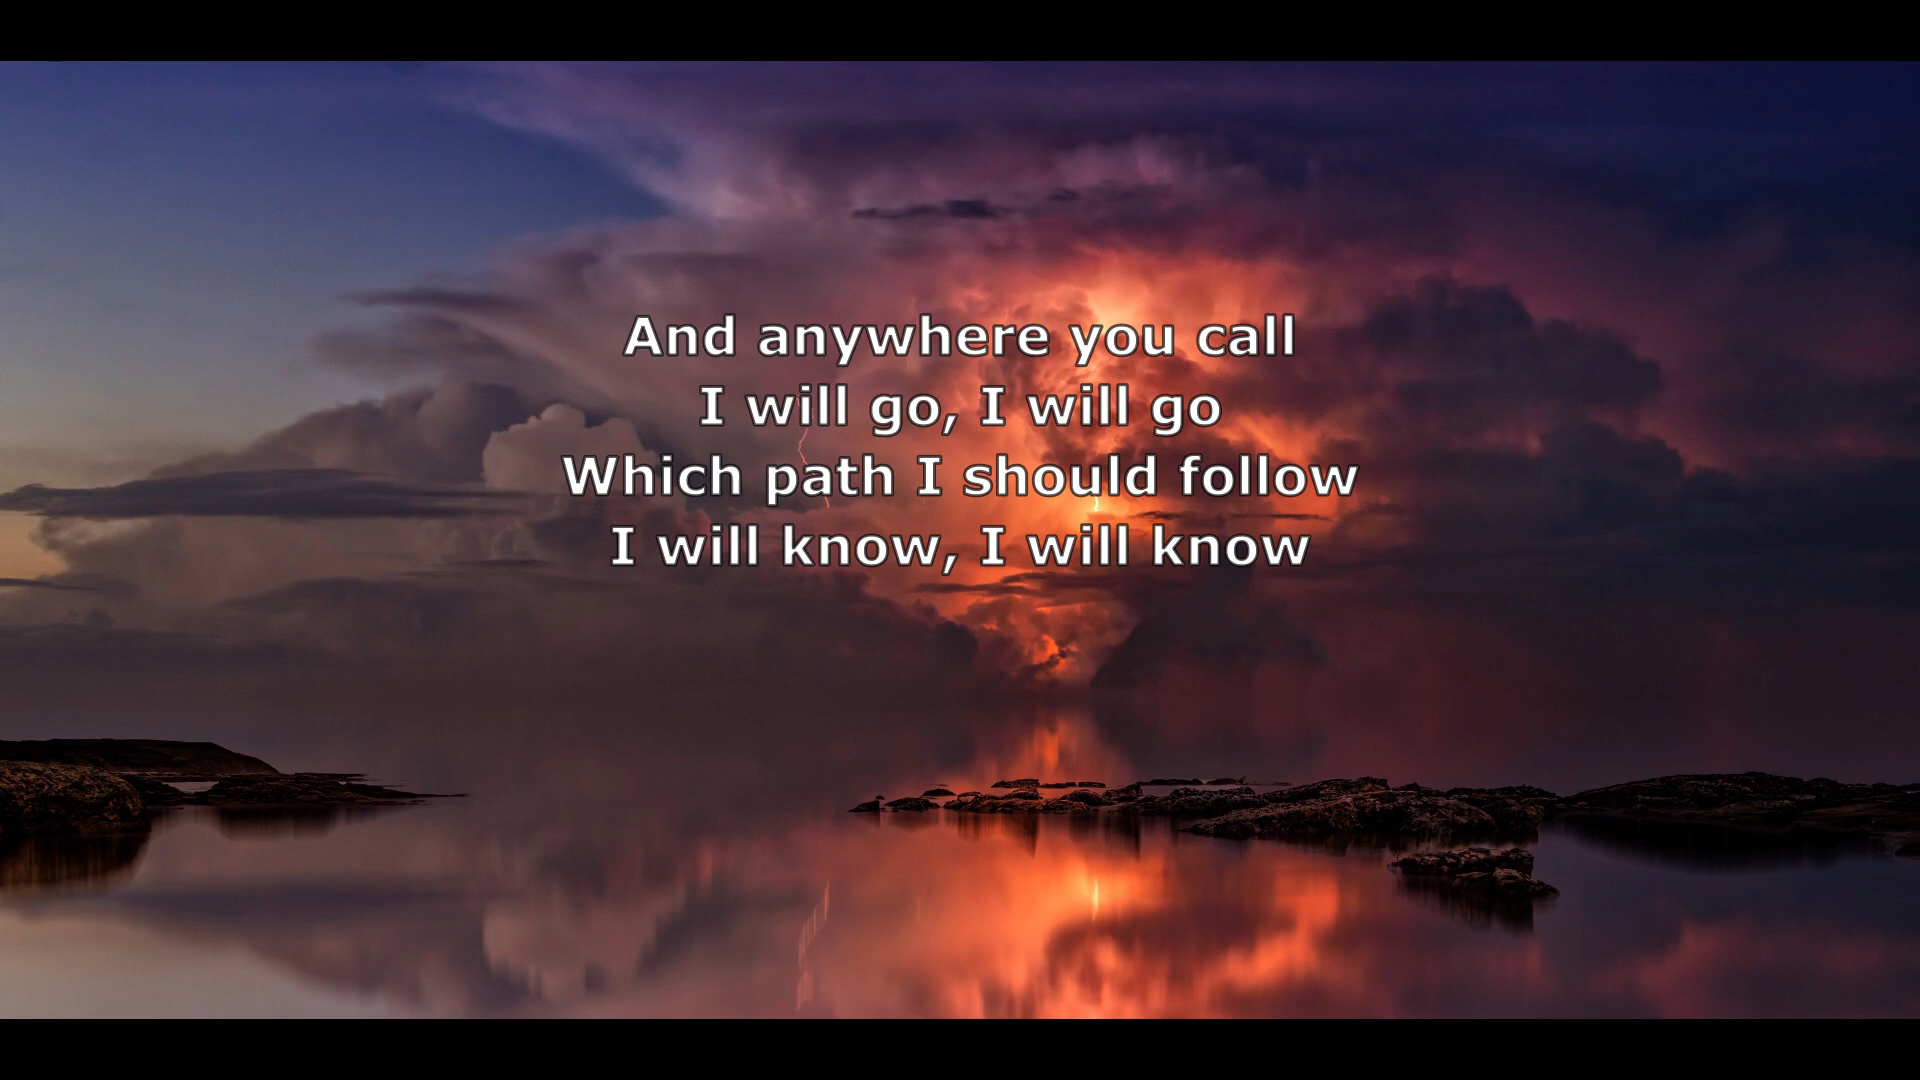 And anywhere you call
I will go, I will go
Which path I should follow
I will know, I will know